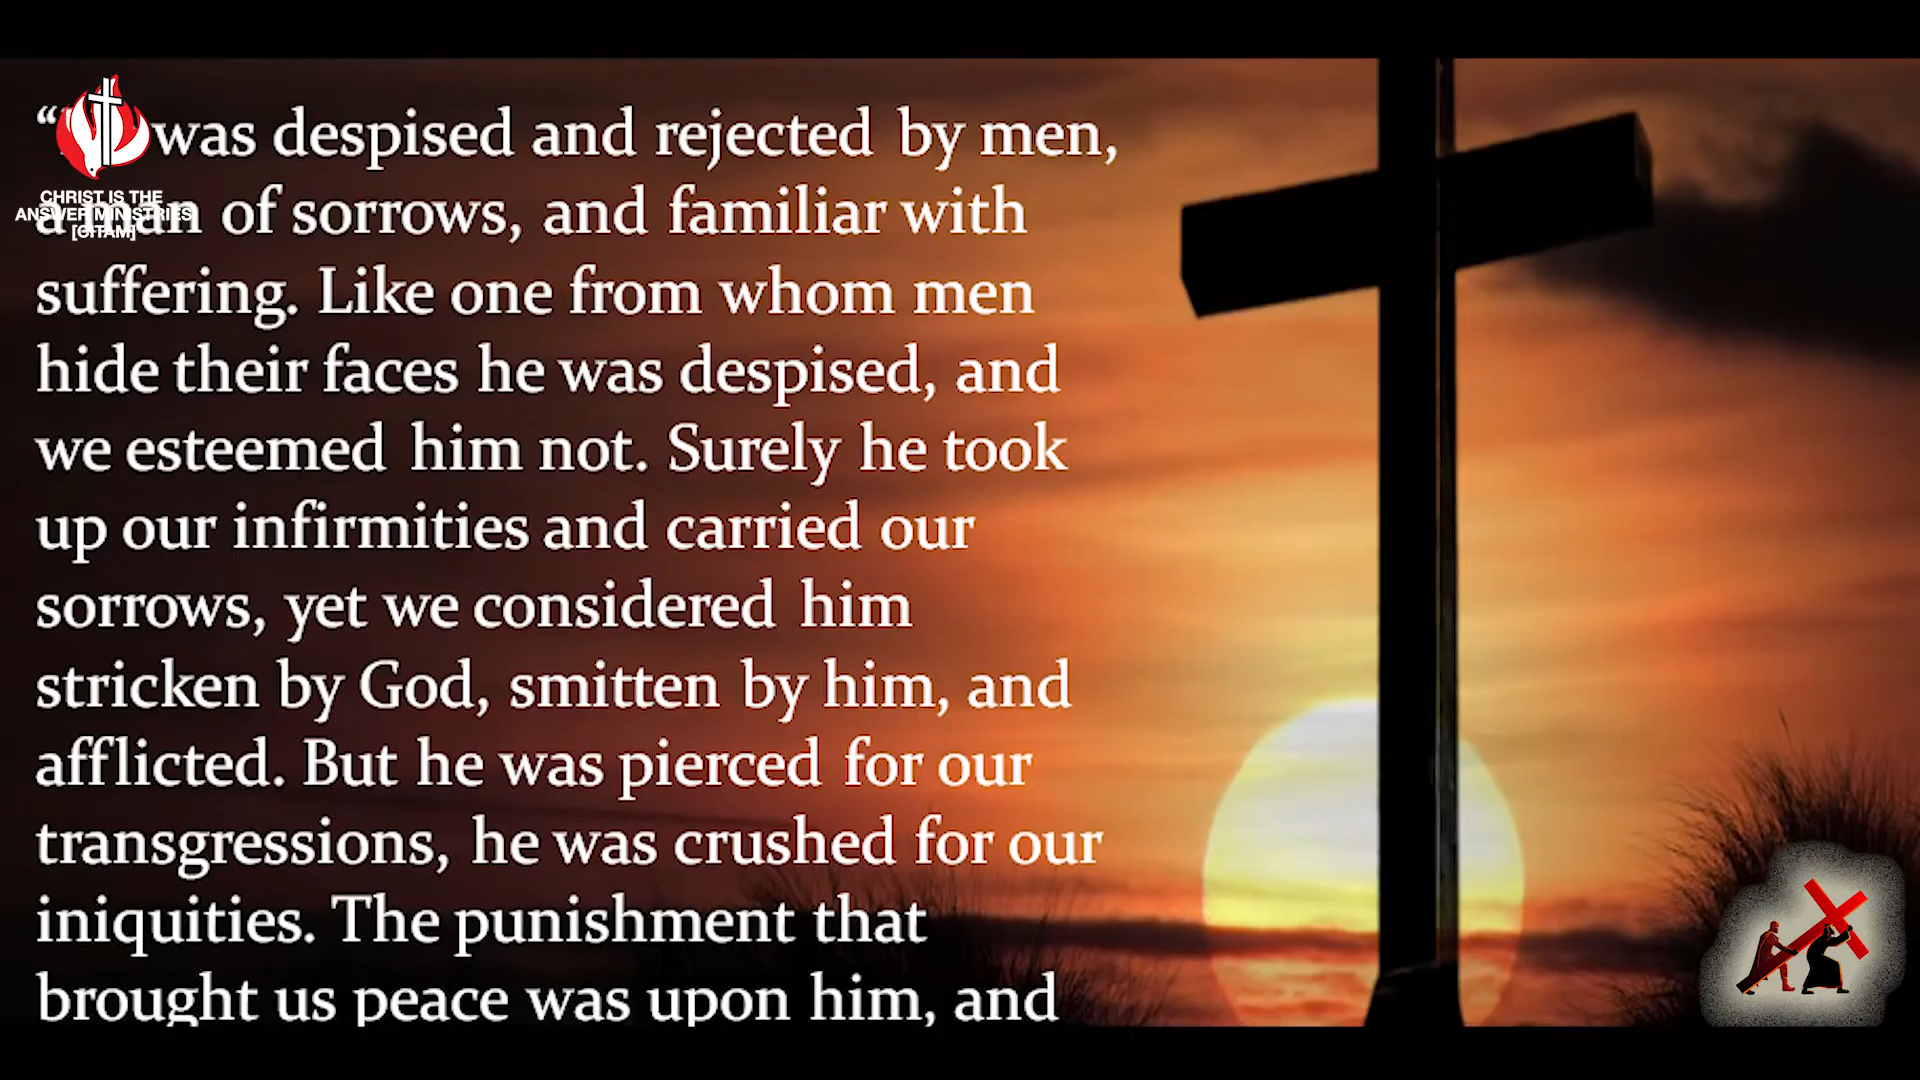 “He was despised and rejected by men,
a man of sorrows, and familiar with
suffering. Like one from whom men
hide their faces he was despised, and
we esteemed him not. Surely he took
up our infirmities and carried our
sorrows, yet we considered him
stricken by God, smitten by him, and
afflicted. But he was pierced for our
transgressions, he was crushed for our
iniquities. The punishment that
brought us peace was upon him, and
CHRIST IS THE
ANSWER MINISTRIES
[CITAM]